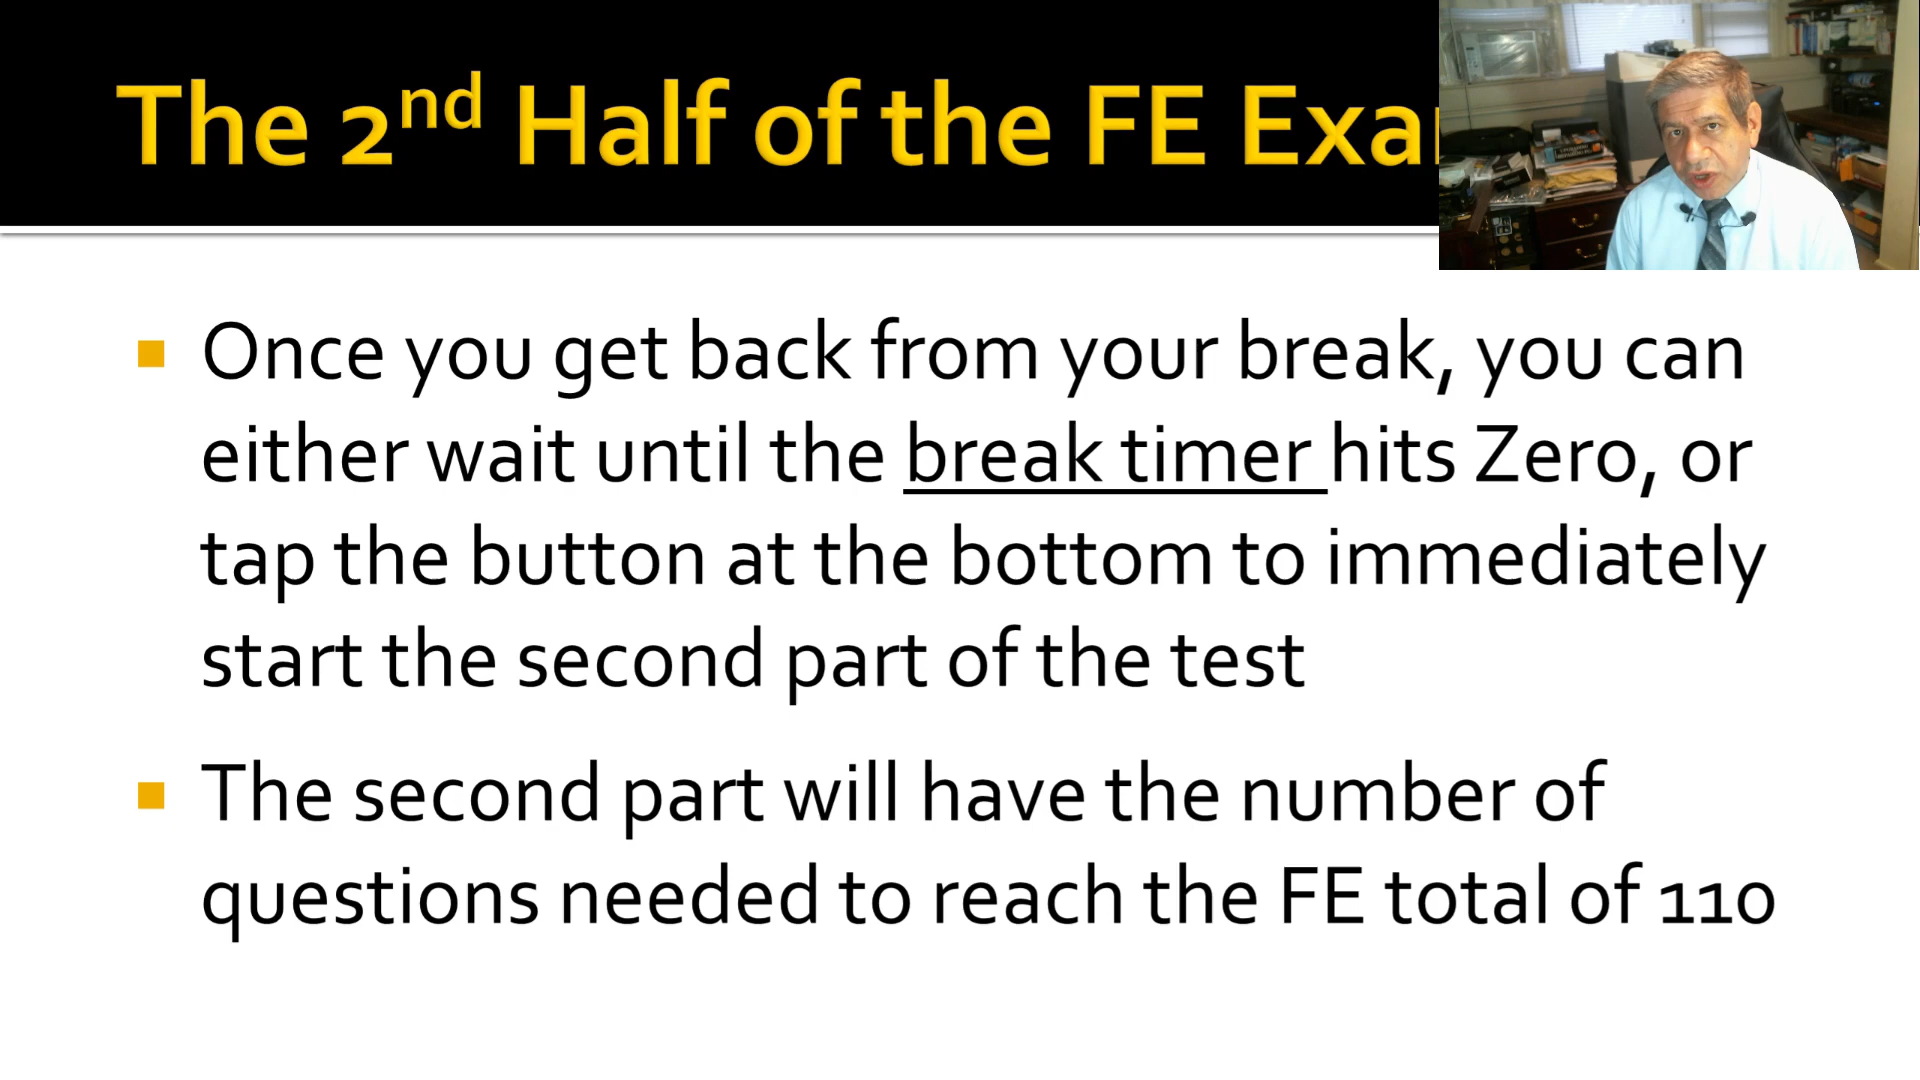 The 2nd Half of the FE Exa
Once you get back from your break, you can
either wait until the break timer hits Zero, or
tap the button at the bottom to immediately
start the second part of the test
The second part will have the number of
questions needed to reach the FE total of 110